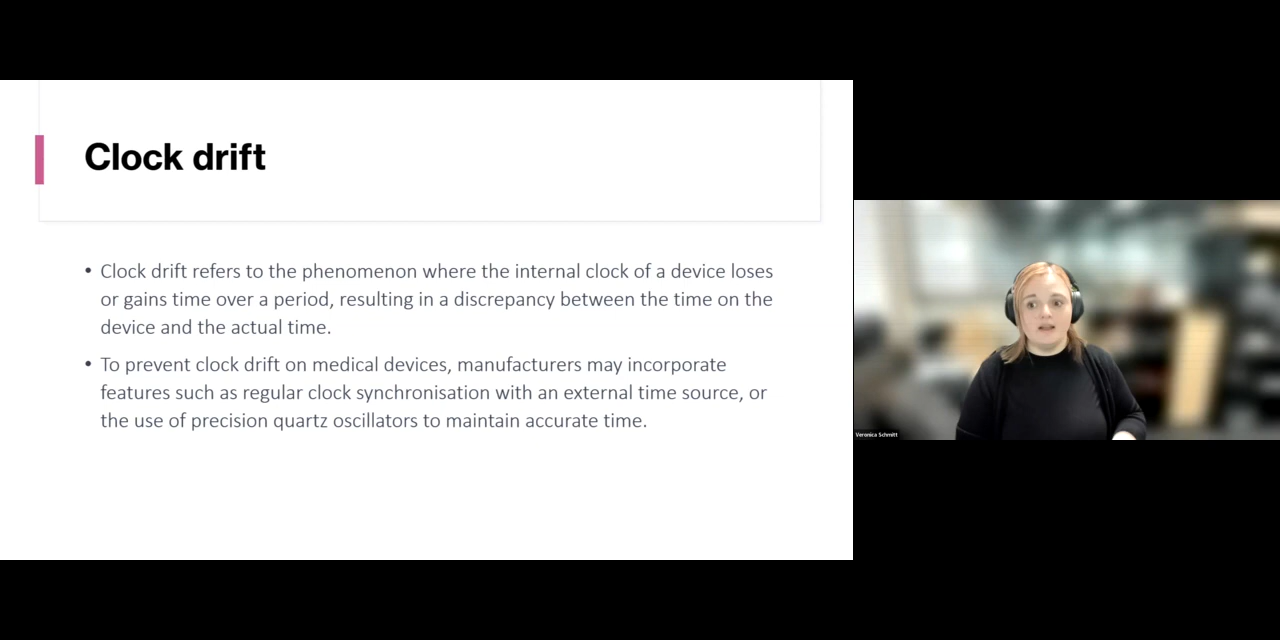 Clock drift
• Clock drift refers to the phenomenon where the internal clock of a device loses
or gains time over a period, resulting in a discrepancy between the time on the
device and the actual time.
• To prevent clock drift on medical devices, manufacturers may incorporate
features such as regular clock synchronisation with an external time source, or
the use of precision quartz oscillators to maintain accurate time.
Veronica Schmitt